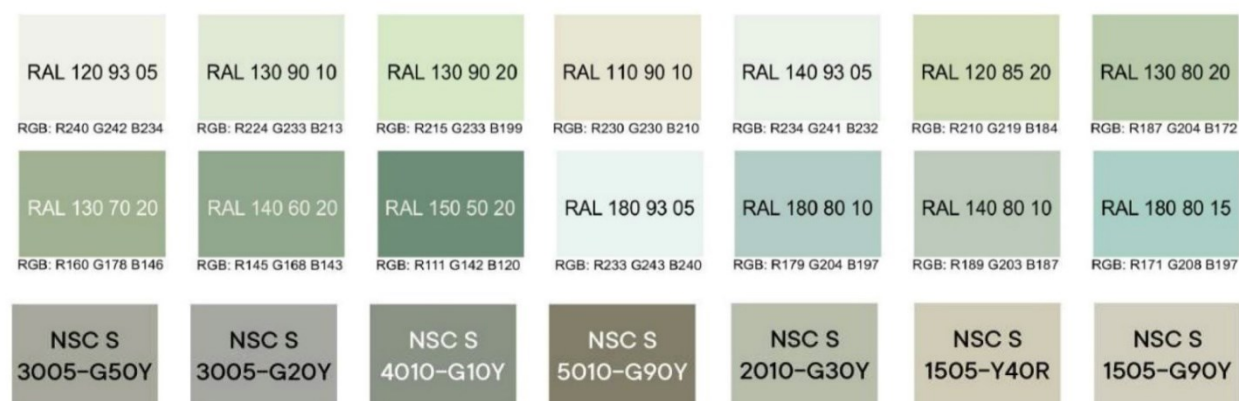 RAL 120 93 05 RAL 130 90 10 RAL 130 90 20 RAL 110 90 10 RAL 140 93 05 RAL 120 85 20 RAL 130 80 20
RGB: R240 G242 B234 RGB: R224 G233 B213 RGB: R215 G233 B199 RGB: R230 G230 B210 RGB: R234 G241 B232 RGB: R210 G219 B184 RGB: R187 G204 B172
RAL 130 70 20 RAL 140 60 20 RAL 150 50 20 RAL 180 93 05 RAL 180 80 10 RAL 140 80 10 RAL 180 80 15
RGB: R160 G178 B146 RGB: R145 G168 B143 RGB: R111 G142 B120 RGB: R233 G243 B240 RGB: R179 G204 B197 RGB: R189 G203 B187 RGB: R171 G208 B197
NSC S NSC S NSC S NSC S NSC S NSC S NSC S
3005-G50Y 3005-G20Y 4010-G10Y 5010-G90Y 2010-G30Y 1505-Y40R 1505-G90Y